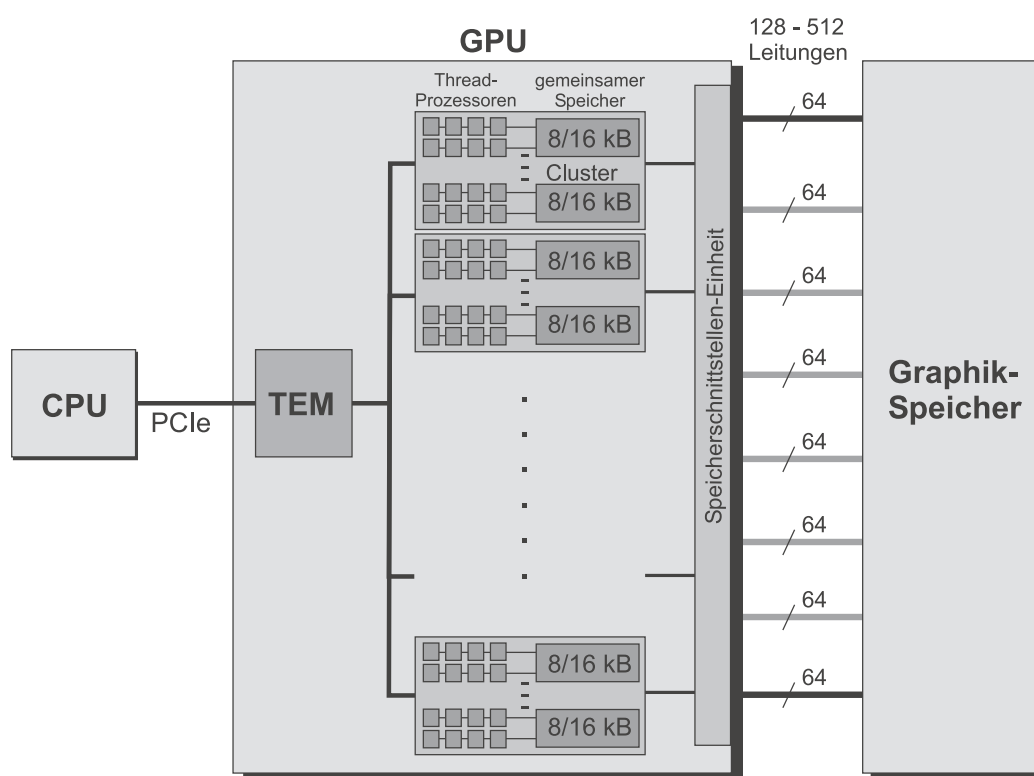 GPU
128 - 512
Leitungen
Thread-
Prozessoren
gemeinsamer
Speicher
8/16 kB
Cluster
8/16 kB
8/16 kB
8/16 kB
8/16 kB
8/16 kB
CPU
PCIe
TEM
Speicherschnittstellen-Einheit
64
64
64
64
64
64
64
64
Graphik-
Speicher